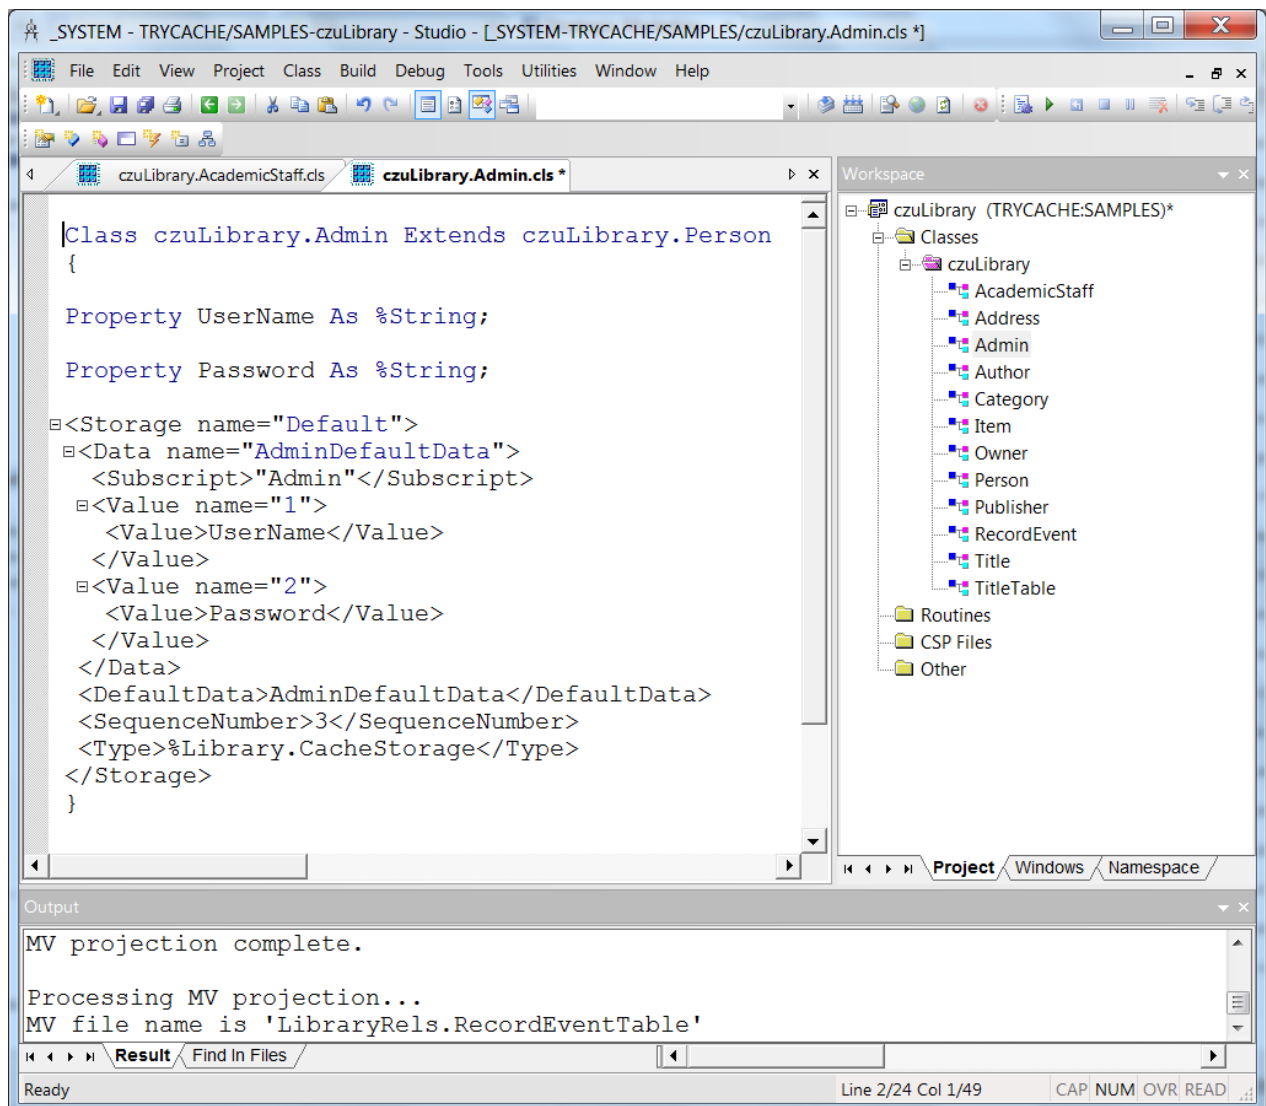 _SYSTEM - TRYCACHE/SAMPLES-czuLibrary - Studio - [_SYSTEM-TRYCACHE/SAMPLES/czuLibrary.Admin.cls *]
File Edit View Project Class Build Debug Tools Utilities Window Help
czuLibrary.AcademicStaff.cls czuLibrary.Admin.cls *
Class czuLibrary.Admin Extends czuLibrary.Person
{
Property UserName As %String;
Property Password As %String;
<Storage name="Default">
<Data name="AdminDefaultData">
<Subscript>"Admin"</Subscript>
<Value name="1">
<Value>UserName</Value>
</Value>
<Value name="2">
<Value>Password</Value>
</Value>
</Data>
<DefaultData>AdminDefaultData</DefaultData>
<SequenceNumber>3</SequenceNumber>
<Type>%Library.CacheStorage</Type>
</Storage>
}
Workspace
czuLibrary (TRYCACHE:SAMPLES)*
Classes
czuLibrary
AcademicStaff
Address
Admin
Author
Category
Item
Owner
Person
Publisher
RecordEvent
Title
TitleTable
Routines
CSP Files
Other
Project Windows Namespace
Output
MV projection complete.
Processing MV projection...
MV file name is 'LibraryRels.RecordEventTable'
Result Find In Files
Ready Line 2/24 Col 1/49 CAP NUM OVR READ